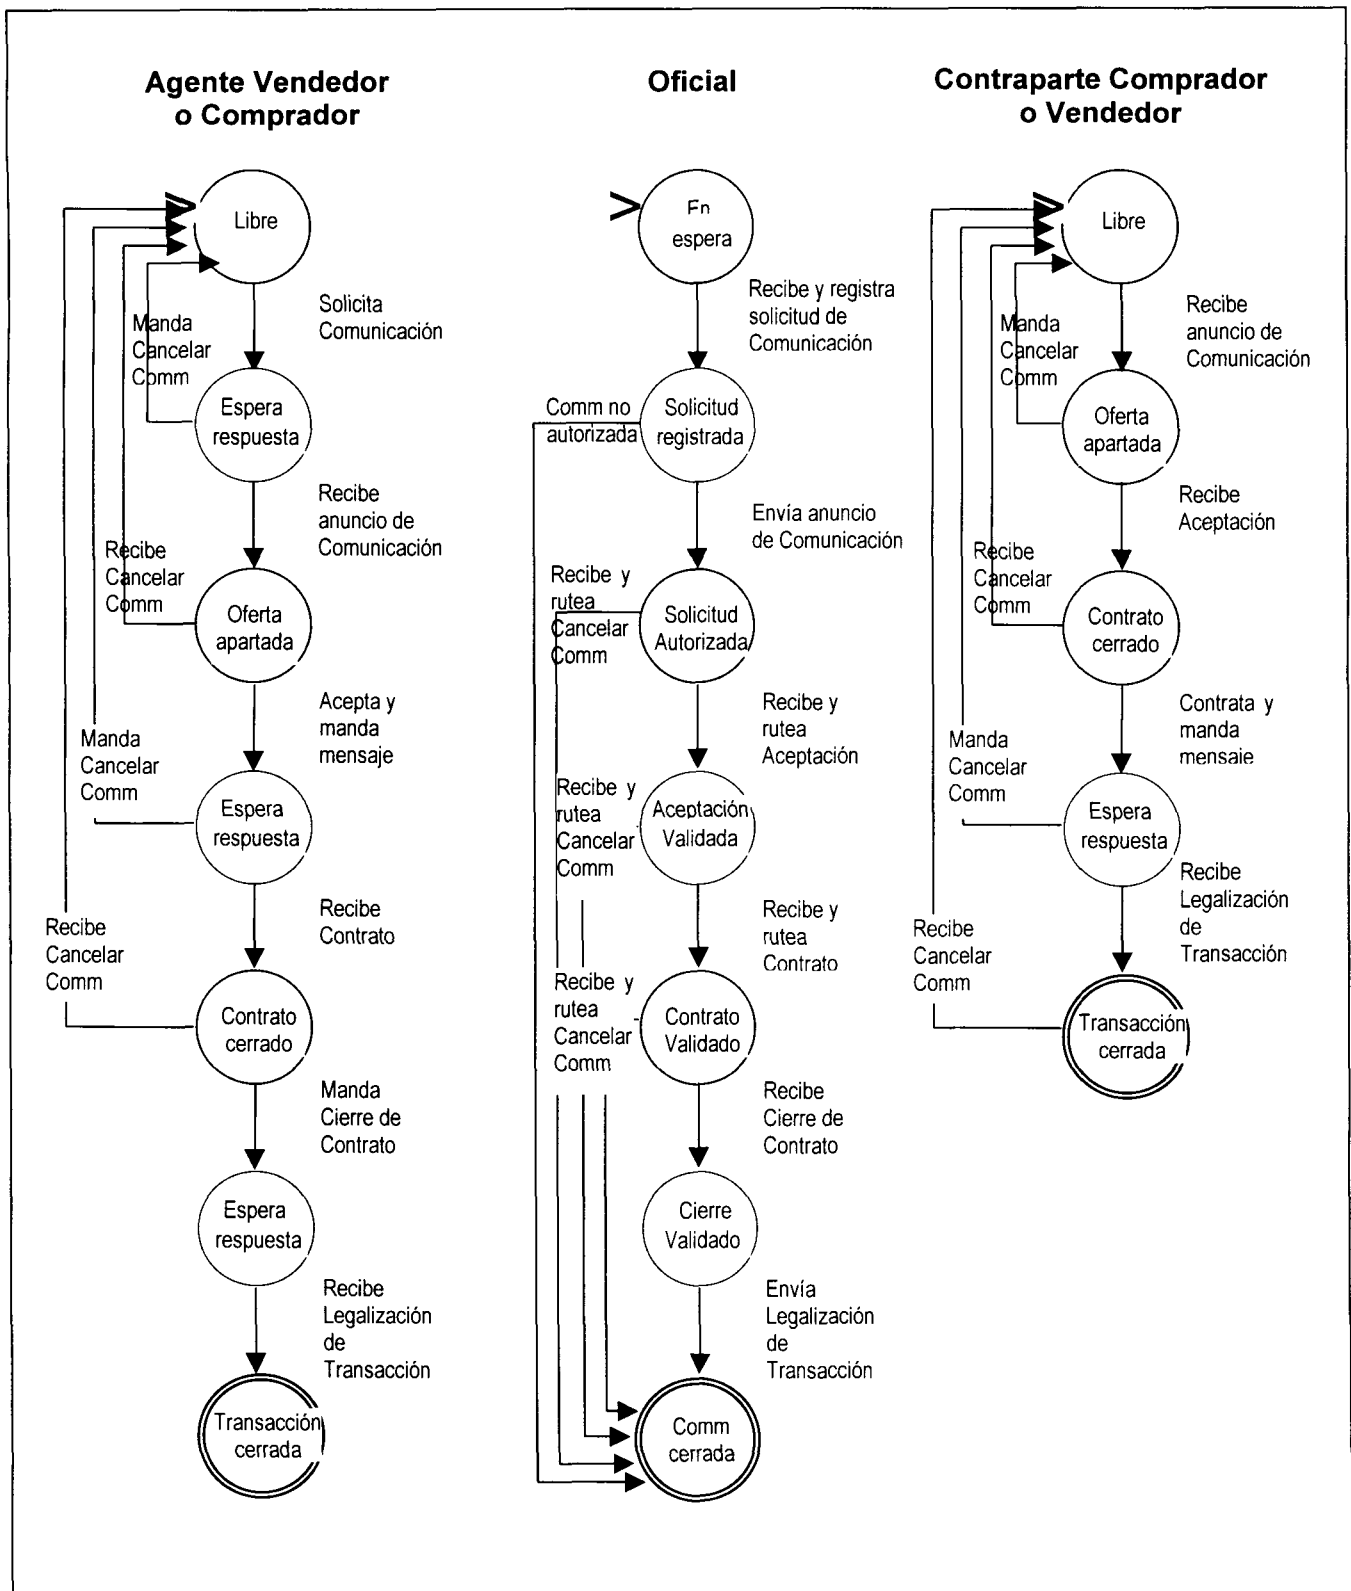 Agente Vendedor
o Comprador
Libre
Solicita
Comunicación
Manda
Cancelar
Comm
Espera
respuesta
Recibe
anuncio de
Comunicación
Recibe
Cancelar
Comm
Oferta
apartada
Acepta y
manda
mensaje
Manda
Cancelar
Comm
Espera
respuesta
Recibe
Contrato
Recibe
Cancelar
Comm
Contrato
cerrado
Manda
Cierre de
Contrato
Espera
respuesta
Recibe
Legalización
de
Transacción
Transacción
cerrada
Oficial
En
espera
Recibe y registra
solicitud de
Comunicación
Comm no
autorizada
Solicitud
registrada
Envía anuncio
de Comunicación
Recibe y
rutea
Cancelar
Comm
Solicitud
Autorizada
Recibe y
rutea
Aceptación
Recibe y
rutea
Cancelar
Comm
Aceptación
Validada
Recibe y
rutea
Contrato
Recibe y
rutea
Cancelar
Comm
Contrato
Validado
Recibe
Cierre de
Contrato
Cierre
Validado
Envía
Legalización
de
Transacción
Comm
cerrada
Contraparte Comprador
o Vendedor
Libre
Manda
Cancelar
Comm
Recibe
anuncio de
Comunicación
Oferta
apartada
Recibe
Aceptación
Recibe
Cancelar
Comm
Contrato
cerrado
Contrata y
manda
mensaje
Manda
Cancelar
Comm
Espera
respuesta
Recibe
Legalización
de
Transacción
Recibe
Cancelar
Comm
Transacción
cerrada